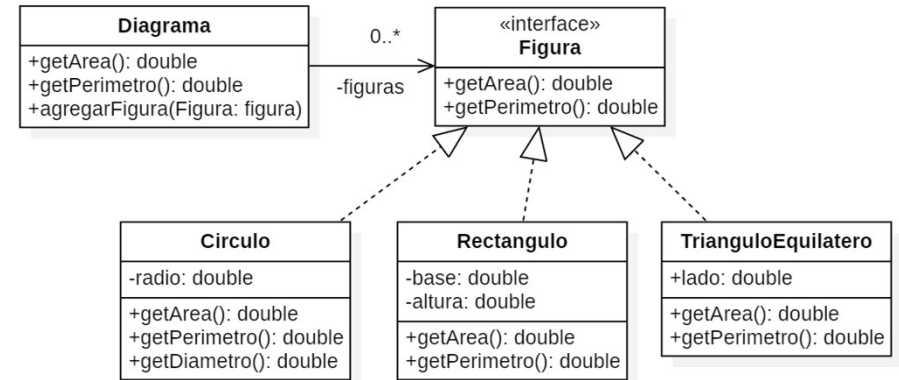 Diagrama
+getArea(): double
+getPerimetro(): double
+agregarFigura(Figura: figura)
0..*
-figuras
«interface»
Figura
+getArea(): double
+getPerimetro(): double
Circulo
-radio: double
+getArea(): double
+getPerimetro(): double
+getDiametro(): double
Rectangulo
-base: double
-altura: double
+getArea(): double
+getPerimetro(): double
TrianguloEquilatero
+lado: double
+getArea(): double
+getPerimetro(): double